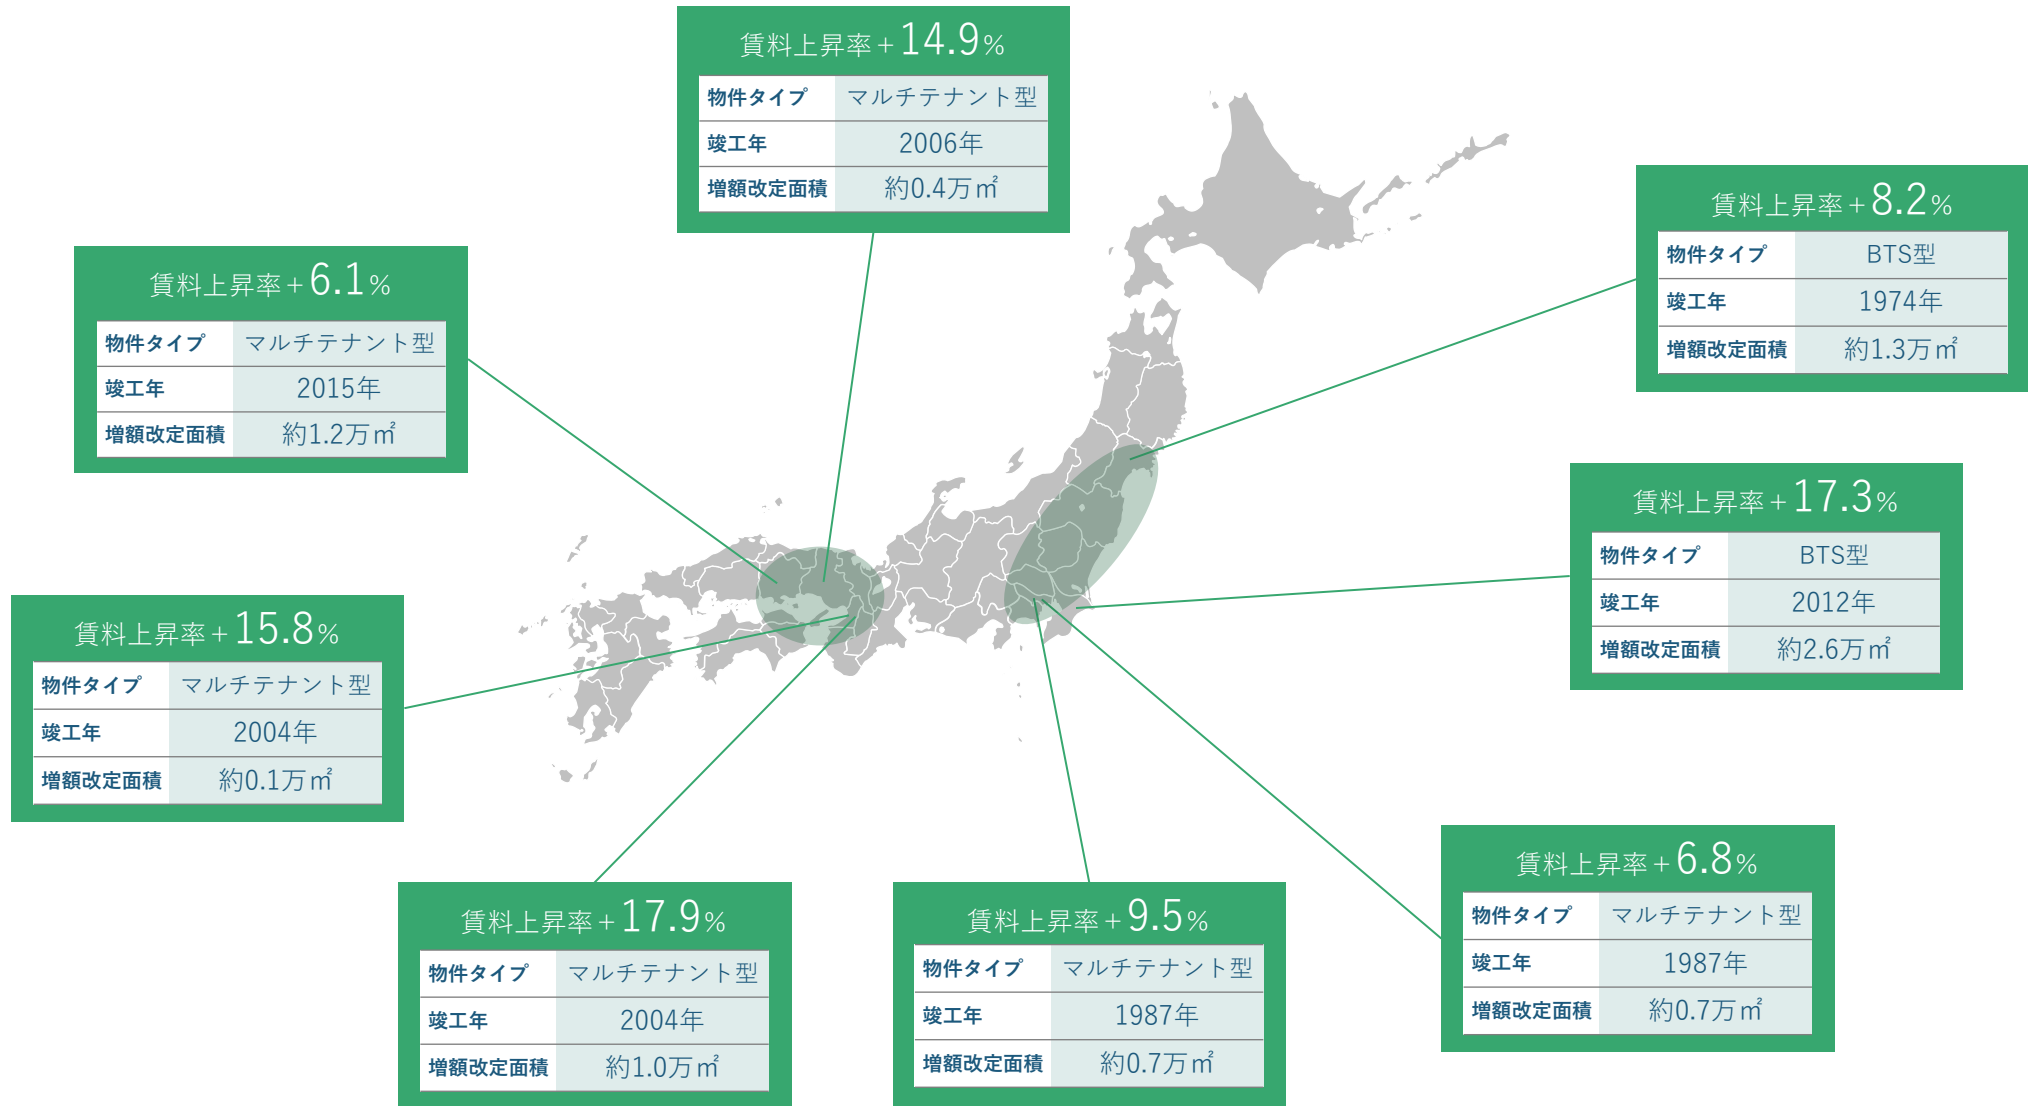 賃料上昇率+14.9%
物件タイプ マルチテナント型
竣工年 2006年
増額改定面積 約0.4万㎡
賃料上昇率+8.2%
物件タイプ BTS型
竣工年 1974年
増額改定面積 約1.3万㎡
賃料上昇率+6.1%
物件タイプ マルチテナント型
竣工年 2015年
増額改定面積 約1.2万㎡
賃料上昇率+17.3%
物件タイプ BTS型
竣工年 2012年
増額改定面積 約2.6万㎡
賃料上昇率+15.8%
物件タイプ マルチテナント型
竣工年 2004年
増額改定面積 約0.1万㎡
賃料上昇率+17.9%
物件タイプ マルチテナント型
竣工年 2004年
増額改定面積 約1.0万㎡
賃料上昇率+9.5%
物件タイプ マルチテナント型
竣工年 1987年
増額改定面積 約0.7万㎡
賃料上昇率+6.8%
物件タイプ マルチテナント型
竣工年 1987年
増額改定面積 約0.7万㎡